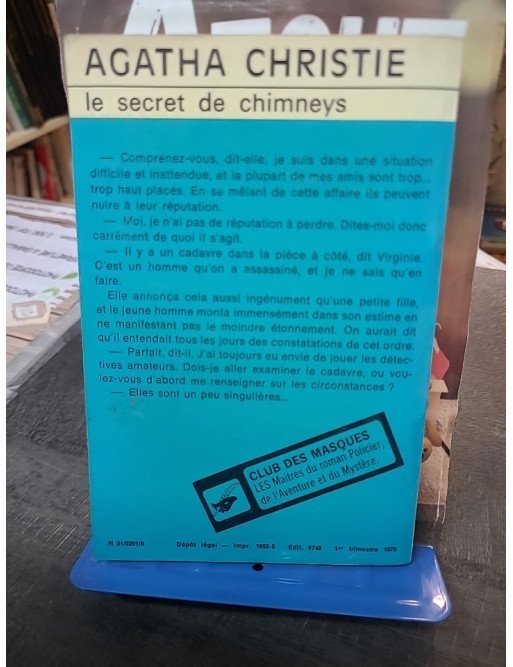 AGATHA CHRISTIE
le secret de chimneys
— Comprenez-vous, dit-elle, je suis dans une situation
difficile et inattendue, et la plupart de mes amis sont trop...
trop haut placés. En se mêlant de cette affaire ils peuvent
nuire à leur réputation.
— Moi, je n'ai pas de réputation à perdre. Dites-moi donc
carrément de quoi il s'agit.
— Il y a un cadavre dans la pièce à côté, dit Virginie.
C'est un homme qu'on a assassiné, et je ne sais qu'en
faire.
Elle annonça cela aussi ingénument qu'une petite fille,
et le jeune homme monta immensément dans son estime en
ne manifestant pas le moindre étonnement. On aurait dit
qu'il entendait tous les jours des constatations de cet ordre.
— Parfait, dit-il. J'ai toujours eu envie de jouer les détec-
tives amateurs. Dois-je aller examiner le cadavre, ou vou-
lez-vous d'abord me renseigner sur les circonstances ?
— Elles sont un peu singulières...
CLUB DES MASQUES
LES Maîtres du roman Policier,
de l'Aventure et du Mystère.
Dépôt légal — Impr. 1652-5 Edit. 1er trimestre